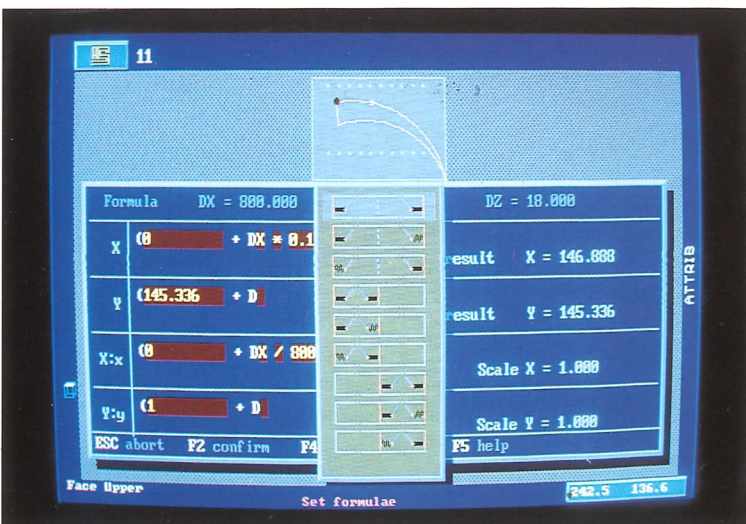 11
Formula DX = 800.000 DZ = 18.000
X (0 + DX * 0.1 result X = 146.888
Y (145.336 + D result Y = 145.336
X:x (0 + DX / 800 Scale X = 1.000
Y:y (1 + D Scale Y = 1.000
ESC abort F2 confirm F4 F5 help
ATTRIB
Face Upper
Set formulae
242.5 136.6